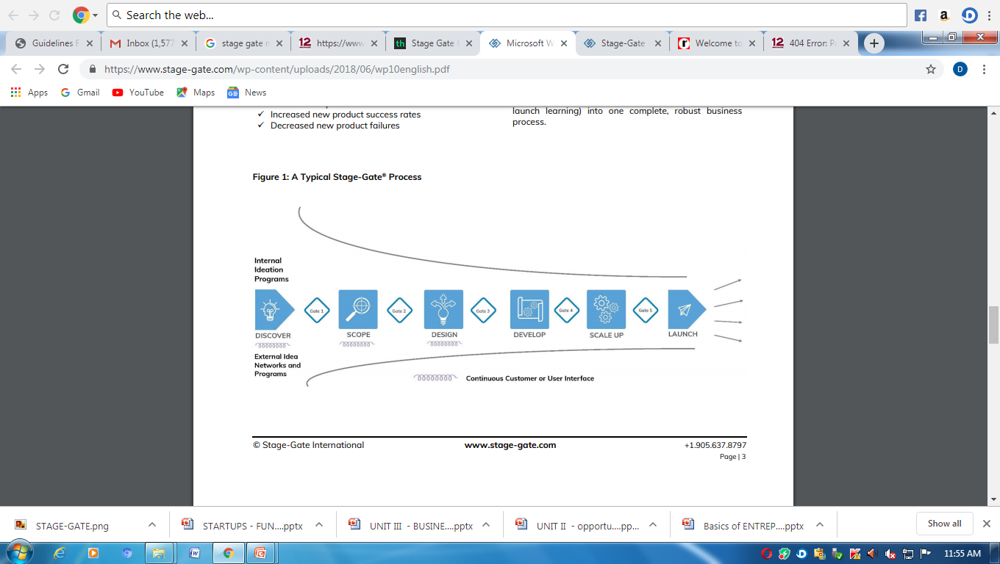 Search the web...
Guidelines F
Inbox (1,577
stage gate m
12 https://www
th Stage Gate
Microsoft W
Stage-Gate
Welcome to
12 404 Error: P
https://www.stage-gate.com/wp-content/uploads/2018/06/wp10english.pdf
D
Apps
Gmail
YouTube
Maps
News
Increased new product success rates
Decreased new product failures
launch learning) into one complete, robust business
process.
Figure 1: A Typical Stage-Gate® Process
Internal
Ideation
Programs
Gate 1
Gate 2
Gate 3
Gate 4
Gate 5
DISCOVER
SCOPE
DESIGN
DEVELOP
SCALE UP
LAUNCH
External Idea
Networks and
Programs
Continuous Customer or User Interface
© Stage-Gate International
www.stage-gate.com
+1.905.637.8797
Page | 3
STAGE-GATE.png
STARTUPS - FUN....pptx
UNIT III - BUSINE....pptx
UNIT II - opportu....pp...
Basics of ENTREP....pptx
Show all
11:55 AM